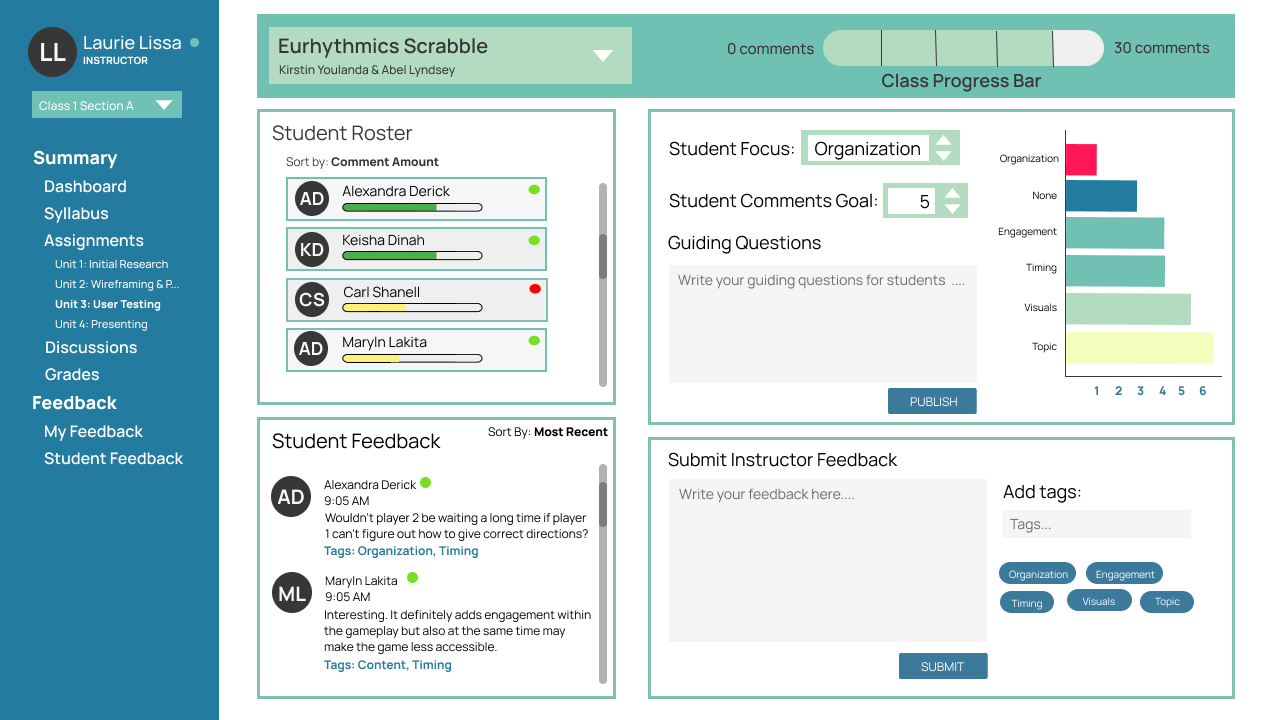 LL
Laurie Lissa
INSTRUCTOR
Class 1 Section A
Summary
Dashboard
Syllabus
Assignments
Unit 1: Initial Research
Unit 2: Wireframing & P...
Unit 3: User Testing
Unit 4: Presenting
Discussions
Grades
Feedback
My Feedback
Student Feedback
Eurhythmics Scrabble
Kirstin Youlanda & Abel Lyndsey
0 comments
30 comments
Class Progress Bar
Student Roster
Sort by: Comment Amount
AD
Alexandra Derick
KD
Keisha Dinah
CS
Carl Shanell
AD
Maryln Lakita
Student Feedback
Sort By: Most Recent
AD
Alexandra Derick
9:05 AM
Wouldn't player 2 be waiting a long time if player
1 can't figure out how to give correct directions?
Tags: Organization, Timing
ML
Maryln Lakita
9:05 AM
Interesting. It definitely adds engagement within
the gameplay but also at the same time may
make the game less accessible.
Tags: Content, Timing
Student Focus: Organization
Student Comments Goal: 5
Guiding Questions
Write your guiding questions for students ....
PUBLISH
Organization
None
Engagement
Timing
Visuals
Topic
1 2 3 4 5 6
Submit Instructor Feedback
Write your feedback here....
SUBMIT
Add tags:
Tags...
Organization Engagement
Timing Visuals Topic